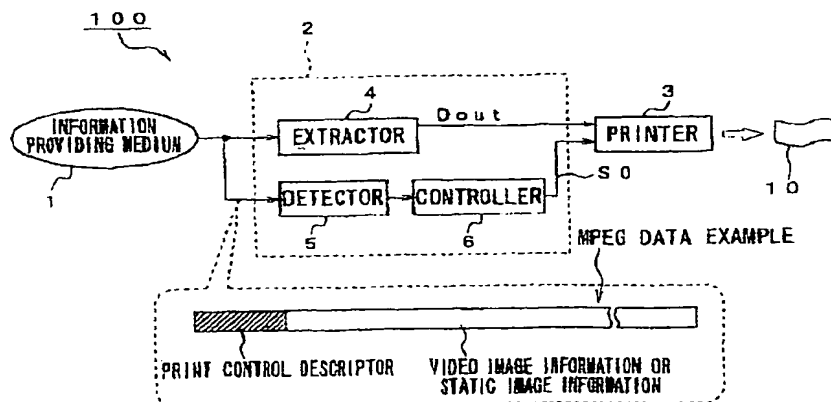 100
2
4
3
Dout
INFORMATION
PROVIDING MEDIUM
EXTRACTOR
PRINTER
1
S0
10
DETECTOR
CONTROLLER
5
6
MPEG DATA EXAMPLE
PRINT CONTROL DESCRIPTOR
VIDEO IMAGE INFORMATION OR
STATIC IMAGE INFORMATION